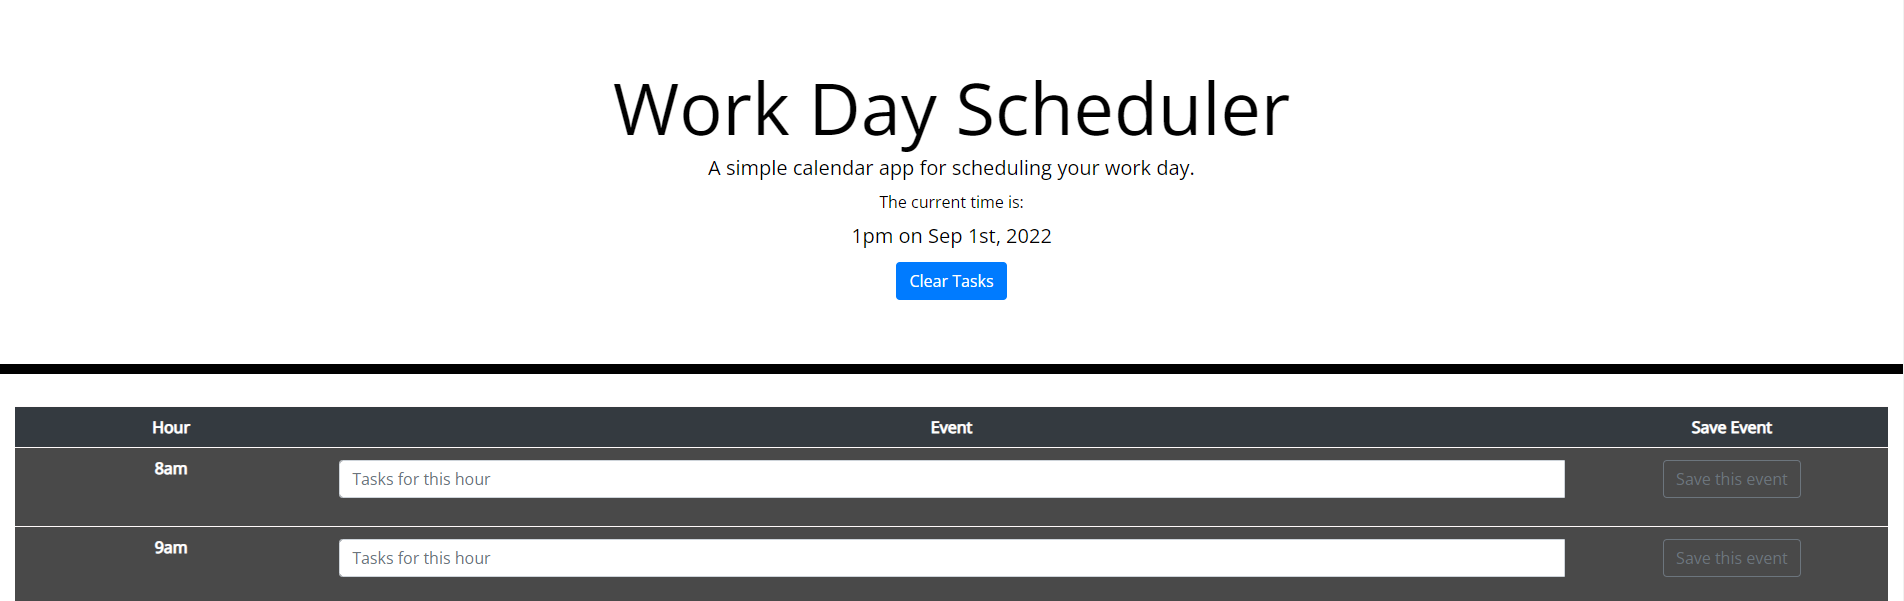 Work Day Scheduler
A simple calendar app for scheduling your work day.
The current time is:
1pm on Sep 1st, 2022
Clear Tasks
Hour Event Save Event
8am Tasks for this hour Save this event
9am Tasks for this hour Save this event